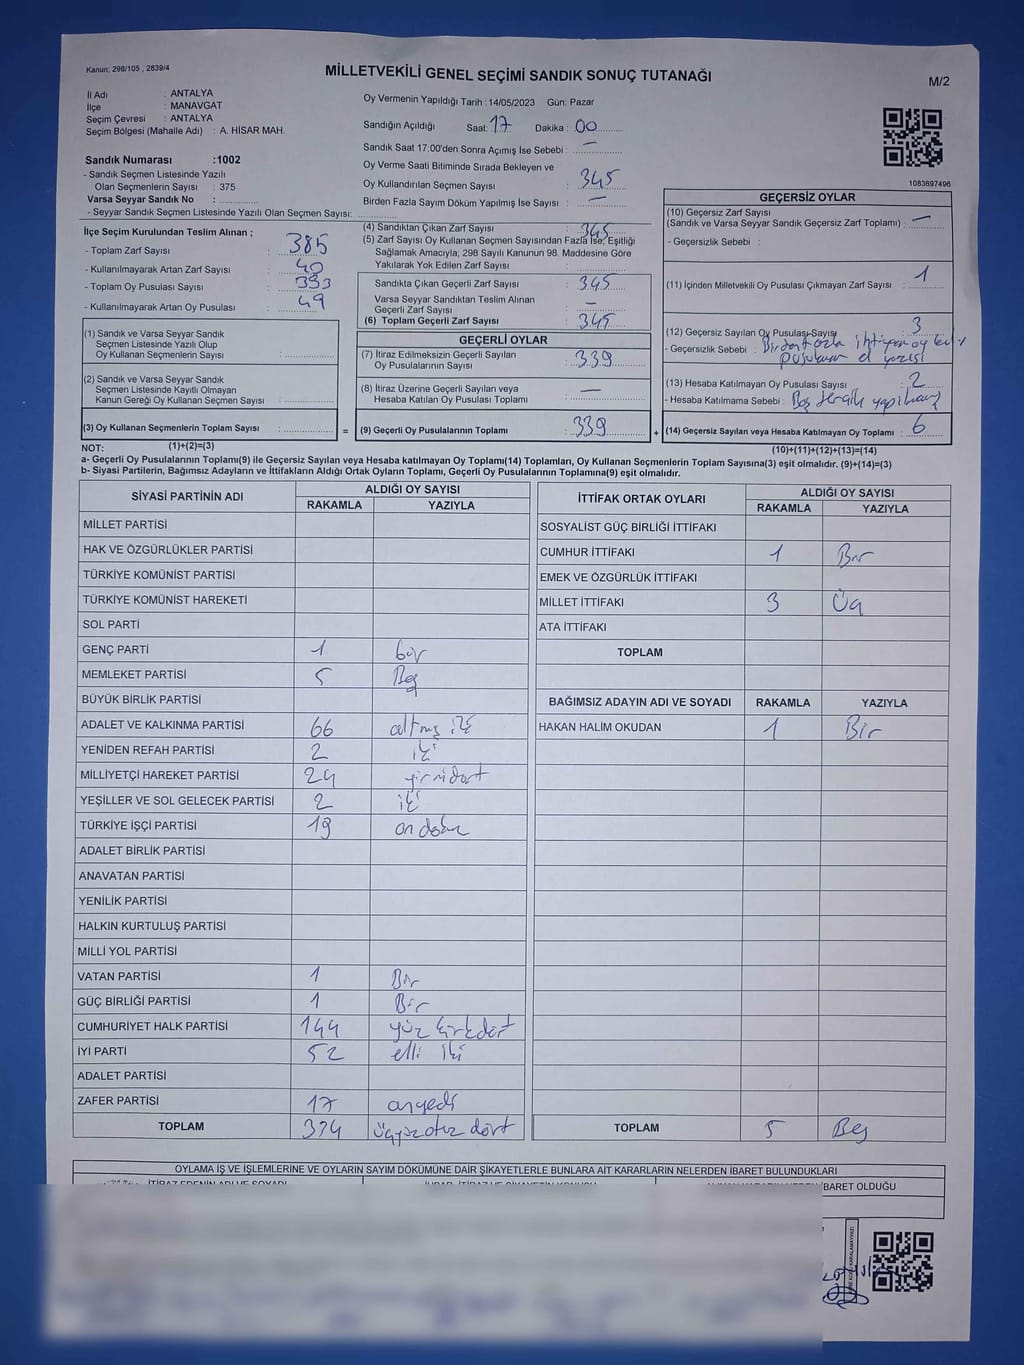 Kanun: 298/105 , 2839/4
MİLLETVEKİLİ GENEL SEÇİMİ SANDIK SONUÇ TUTANAĞI
M/2
İl Adı : ANTALYA
İlçe : MANAVGAT
Seçim Çevresi : ANTALYA
Seçim Bölgesi (Mahalle Adı) : A. HİSAR MAH.
Sandık Numarası :1002
- Sandık Seçmen Listesinde Yazılı
Olan Seçmenlerin Sayısı : 375
Varsa Seyyar Sandık No :
- Seyyar Sandık Seçmen Listesinde Yazılı Olan Seçmen Sayısı:
Oy Vermenin Yapıldığı Tarih :14/05/2023 Gün: Pazar
Sandığın Açıldığı Saat: 17 Dakika : 00
Sandık Saat 17:00'den Sonra Açımış İse Sebebi : —
Oy Verme Saati Bitiminde Sırada Bekleyen ve
Oy Kullandırılan Seçmen Sayısı : 345
Birden Fazla Sayım Döküm Yapılmış İse Sayısı : —
1083697496
İlçe Seçim Kurulundan Teslim Alınan ;
- Toplam Zarf Sayısı : 385
- Kullanılmayarak Artan Zarf Sayısı : 40
- Toplam Oy Pusulası Sayısı : 393
- Kullanılmayarak Artan Oy Pusulası : 49
(4) Sandıktan Çıkan Zarf Sayısı : 345
(5) Zarf Sayısı Oy Kullanan Seçmen Sayısından Fazla İse, Eşitliği
Sağlamak Amacıyla; 298 Sayılı Kanunun 98. Maddesine Göre
Yakılarak Yok Edilen Zarf Sayısı :
Sandıkta Çıkan Geçerli Zarf Sayısı : 345
Varsa Seyyar Sandıktan Teslim Alınan
Geçerli Zarf Sayısı : —
(6) Toplam Geçerli Zarf Sayısı : 345
GEÇERSİZ OYLAR
(10) Geçersiz Zarf Sayısı
(Sandık ve Varsa Seyyar Sandık Geçersiz Zarf Toplamı) : —
- Geçersizlik Sebebi :
(11) İçinden Milletvekili Oy Pusulası Çıkmayan Zarf Sayısı : 1
(12) Geçersiz Sayılan Oy Pusulası Sayısı : 3
- Geçersizlik Sebebi : Birden fazla ihtiyar oy
pusulanın el yazısı
(13) Hesaba Katılmayan Oy Pusulası Sayısı : 2
- Hesaba Katılmama Sebebi : Boş tercih yapılmamış
(14) Geçersiz Sayılan veya Hesaba Katılmayan Oy Toplamı : 6
(10)+(11)+(12)+(13)=(14)
(1) Sandık ve Varsa Seyyar Sandık
Seçmen Listesinde Yazılı Olup
Oy Kullanan Seçmenlerin Sayısı :
(2) Sandık ve Varsa Seyyar Sandık
Seçmen Listesinde Kayıtlı Olmayan
Kanun Gereği Oy Kullanan Seçmen Sayısı :
(3) Oy Kullanan Seçmenlerin Toplam Sayısı :
(1)+(2)=(3)
=
GEÇERLİ OYLAR
(7) İtiraz Edilmeksizin Geçerli Sayılan
Oy Pusulalarının Sayısı : 339
(8) İtiraz Üzerine Geçerli Sayılan veya
Hesaba Katılan Oy Pusulası Toplamı : —
(9) Geçerli Oy Pusulalarının Toplamı : 339
+
NOT:
a- Geçerli Oy Pusulalarının Toplamı(9) ile Geçersiz Sayılan veya Hesaba katılmayan Oy Toplamı(14) Toplamları, Oy Kullanan Seçmenlerin Toplam Sayısına(3) eşit olmalıdır. (9)+(14)=(3)
b- Siyasi Partilerin, Bağımsız Adayların ve İttifakların Aldığı Ortak Oyların Toplamı, Geçerli Oy Pusulalarının Toplamına(9) eşit olmalıdır.
SİYASİ PARTİNİN ADI ALDIĞI OY SAYISI
RAKAMLA YAZIYLA
MİLLET PARTİSİ
HAK VE ÖZGÜRLÜKLER PARTİSİ
TÜRKİYE KOMÜNİST PARTİSİ
TÜRKİYE KOMÜNİST HAREKETİ
SOL PARTİ
GENÇ PARTİ 1 bir
MEMLEKET PARTİSİ 5 Beş
BÜYÜK BİRLİK PARTİSİ
ADALET VE KALKINMA PARTİSİ 66 altmış
YENİDEN REFAH PARTİSİ 2 iki
MİLLİYETÇİ HAREKET PARTİSİ 24 yirmidört
YEŞİLLER VE SOL GELECEK PARTİSİ 2 iki
TÜRKİYE İŞÇİ PARTİSİ 19 on dokuz
ADALET BİRLİK PARTİSİ
ANAVATAN PARTİSİ
YENİLİK PARTİSİ
HALKIN KURTULUŞ PARTİSİ
MİLLİ YOL PARTİSİ
VATAN PARTİSİ 1 Bir
GÜÇ BİRLİĞİ PARTİSİ 1 Bir
CUMHURİYET HALK PARTİSİ 144 yüz kırkdört
İYİ PARTİ 52 elli iki
ADALET PARTİSİ
ZAFER PARTİSİ 17 onyedi
TOPLAM 334 üçyüz otuz dört
İTTİFAK ORTAK OYLARI ALDIĞI OY SAYISI
RAKAMLA YAZIYLA
SOSYALİST GÜÇ BİRLİĞİ İTTİFAKI
CUMHUR İTTİFAKI 1 Bir
EMEK VE ÖZGÜRLÜK İTTİFAKI
MİLLET İTTİFAKI 3 Üç
ATA İTTİFAKI
TOPLAM
BAĞIMSIZ ADAYIN ADI VE SOYADI RAKAMLA YAZIYLA
HAKAN HALİM OKUDAN 1 Bir
TOPLAM 5 Beş
OYLAMA İŞ VE İŞLEMLERİNE VE OYLARIN SAYIM DÖKÜMÜNE DAİR ŞİKAYETLERLE BUNLARA AİT KARARLARIN NELERDEN İBARET BULUNDUKLARI
İTİRAZ EDENİN ADI VE SOYADI
İBARET OLDUĞU